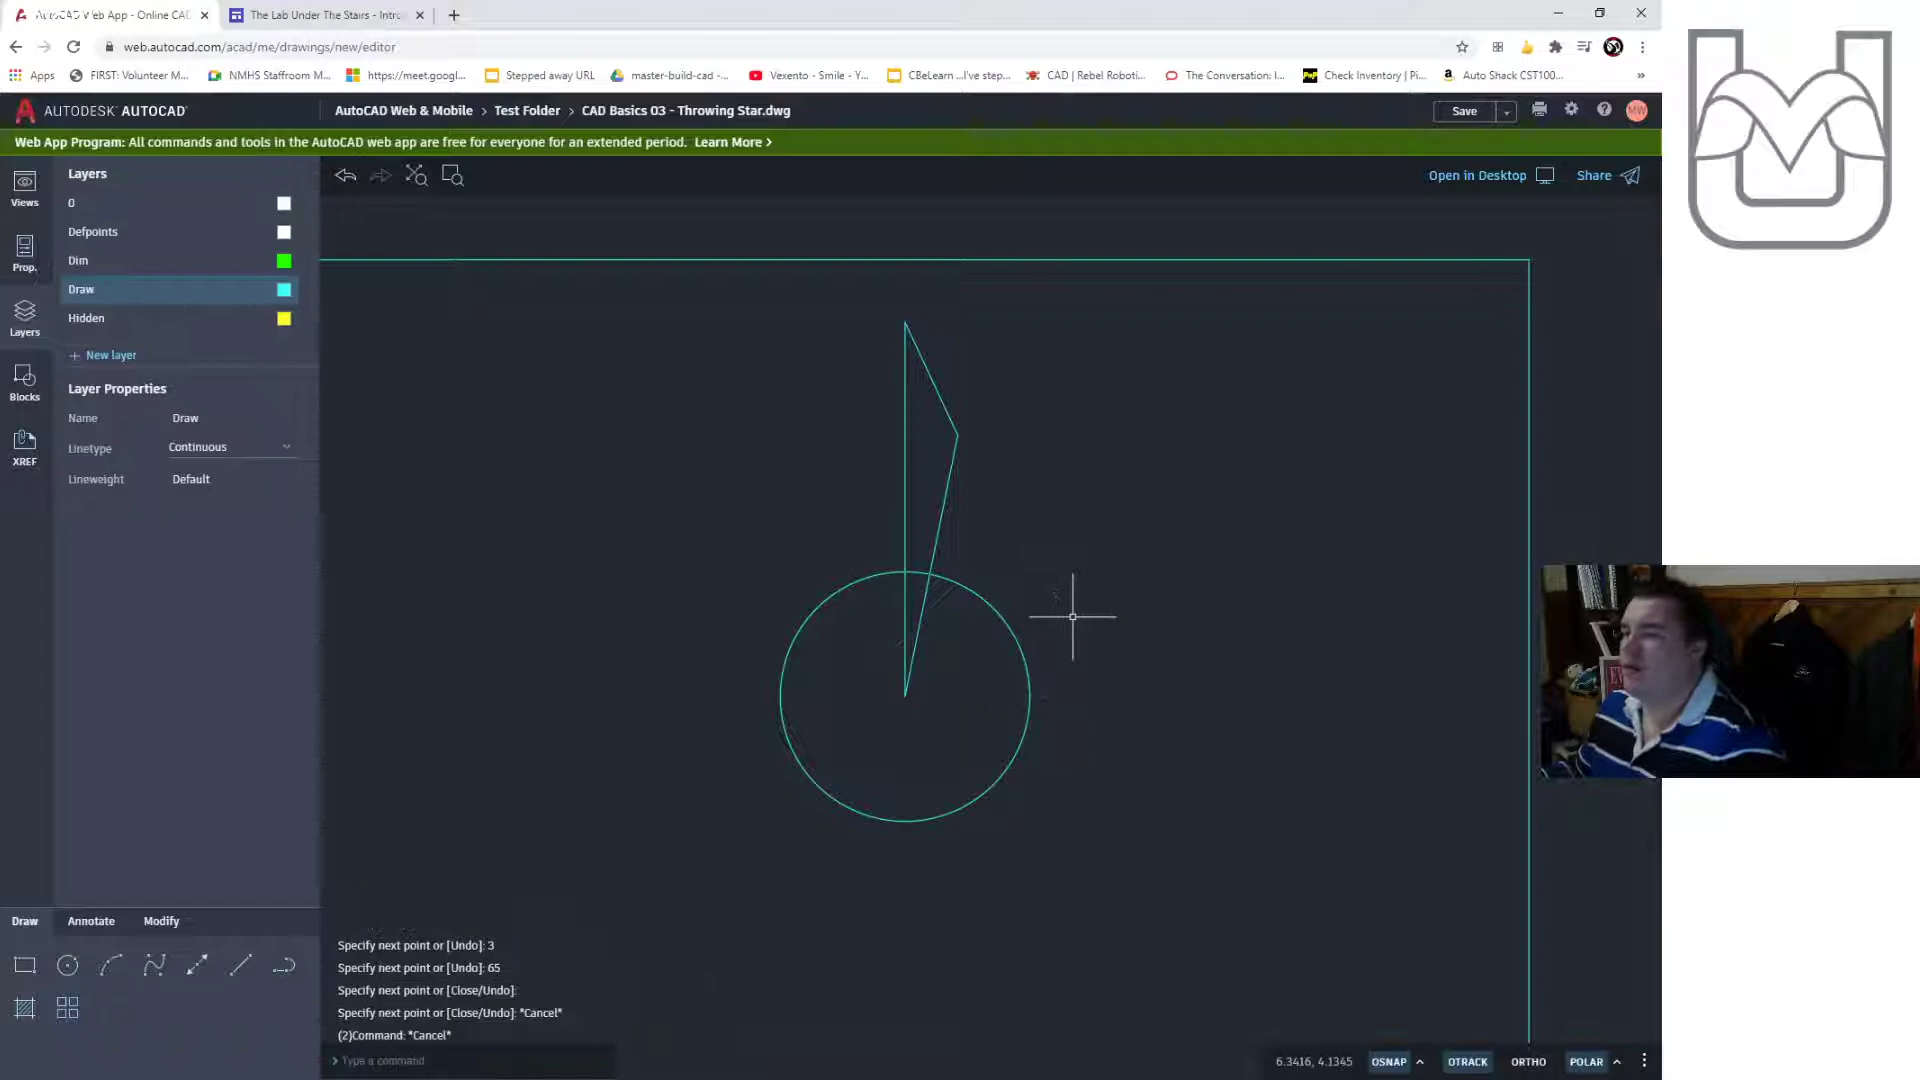 AutoCAD Web App - Online CAD
The Lab Under The Stairs - Intro
web.autocad.com/acad/me/drawings/new/editor
Apps
FIRST: Volunteer M...
NMHS Staffroom M...
https://meet.googl...
Stepped away URL
master-build-cad -...
Vexento - Smile - Y...
CBeLearn ...I've step...
CAD | Rebel Roboti...
The Conversation: I...
Check Inventory | Pi...
Auto Shack CST100...
»
AUTODESK® AUTOCAD®
AutoCAD Web & Mobile > Test Folder > CAD Basics 03 - Throwing Star.dwg
Save
MW
Web App Program: All commands and tools in the AutoCAD web app are free for everyone for an extended period. Learn More >
Views
Prop.
Layers
Blocks
XREF
Layers
0
Defpoints
Dim
Draw
Hidden
+ New layer
Layer Properties
Name Draw
Linetype Continuous
Lineweight Default
Open in Desktop
Share
Draw Annotate Modify
Specify next point or [Undo]: 3
Specify next point or [Undo]: 65
Specify next point or [Close/Undo]:
Specify next point or [Close/Undo]: *Cancel*
(2)Command: *Cancel*
Type a command
6.3416, 4.1345 OSNAP OTRACK ORTHO POLAR